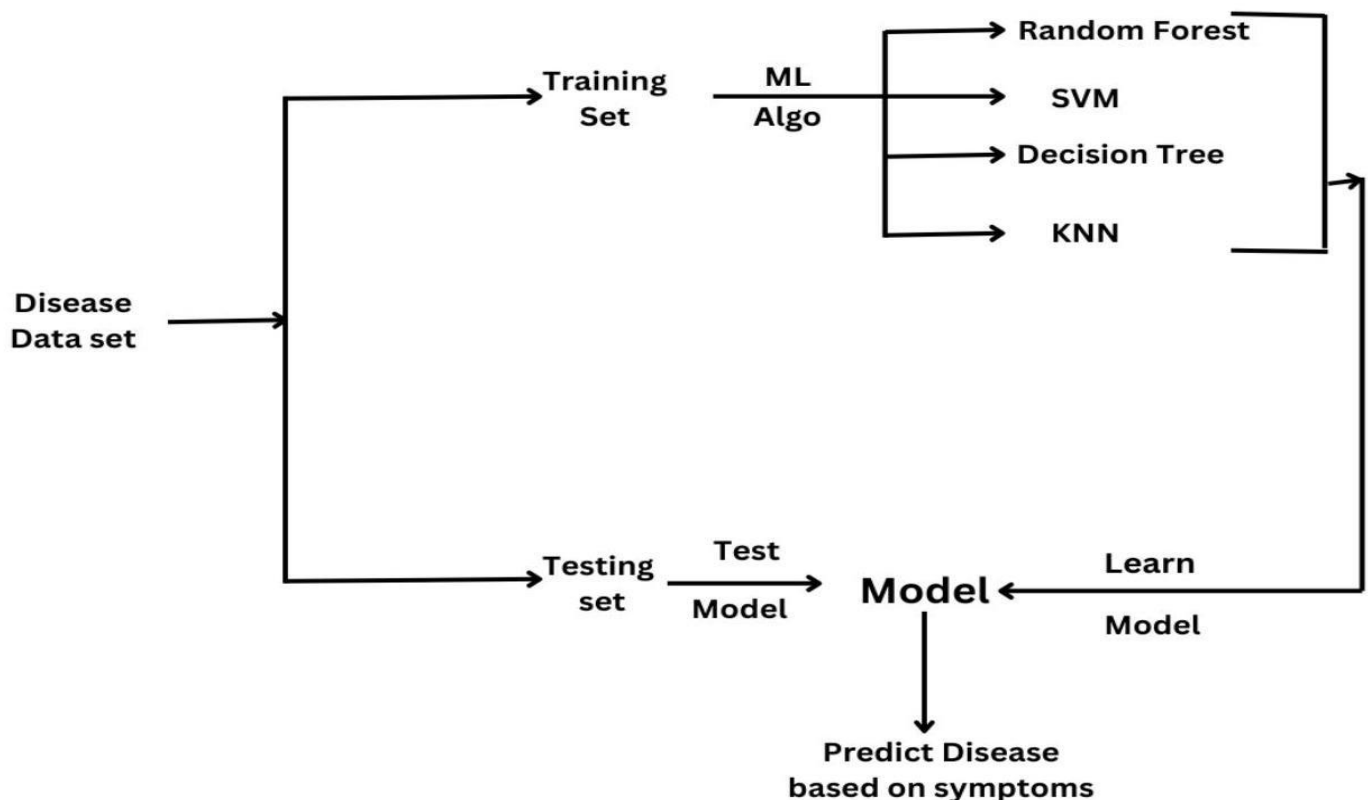 Random Forest
Training
Set
ML
Algo
SVM
Decision Tree
KNN
Disease
Data set
Testing
set
Test
Model
Model
Learn
Model
Predict Disease
based on symptoms